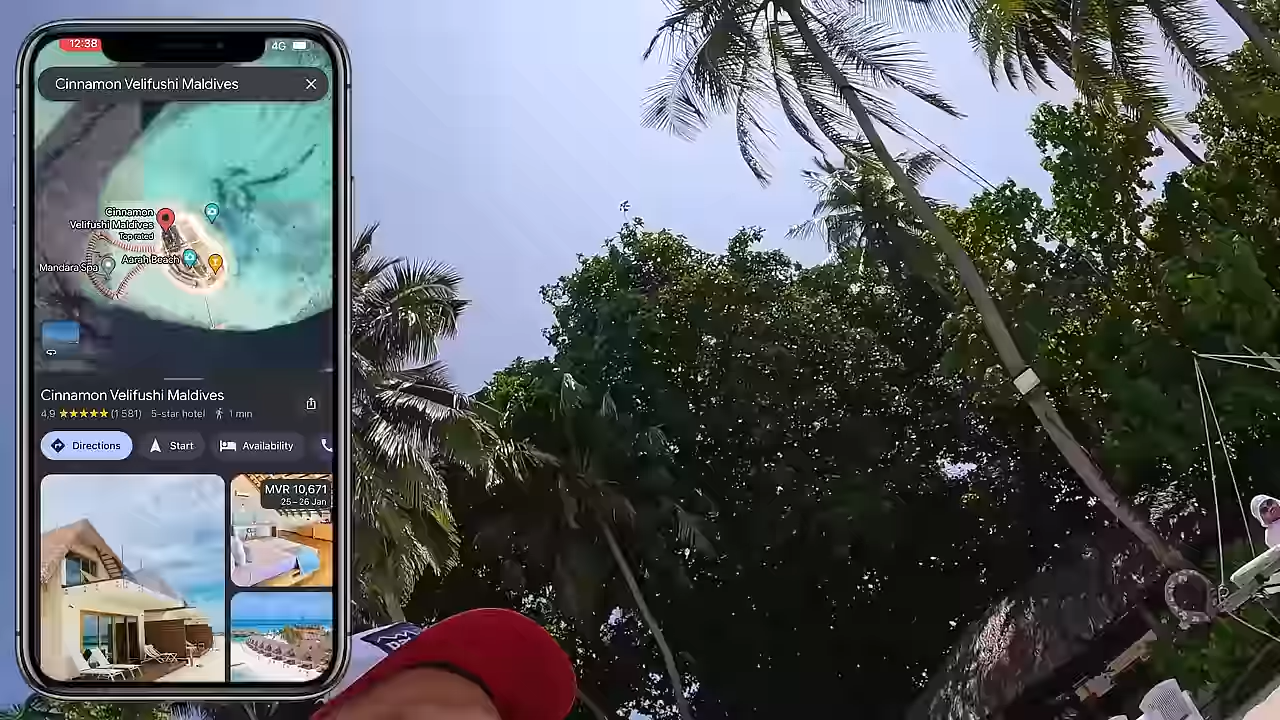 12:38
4G
Cinnamon Velifushi Maldives
Cinnamon
Velifushi Maldives
Top rated
Aarah Beach
Mandara Spa
Cinnamon Velifushi Maldives
4,9 (1 581) 5-star hotel 1 min
Directions Start Availability
MVR 10,671
25 – 26 Jan